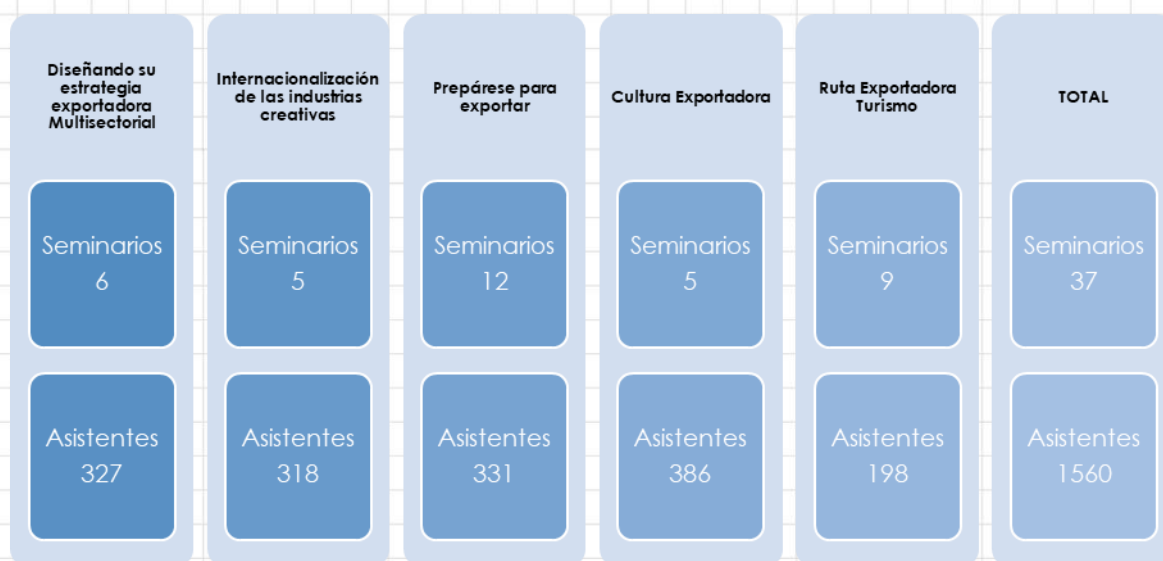 Diseñando su
estrategia
exportadora
Multisectorial
Seminarios
6
Asistentes
327
Internacionalización
de las industrias
creativas
Seminarios
5
Asistentes
318
Prepárese para
exportar
Seminarios
12
Asistentes
331
Cultura Exportadora
Seminarios
5
Asistentes
386
Ruta Exportadora
Turismo
Seminarios
9
Asistentes
198
TOTAL
Seminarios
37
Asistentes
1560